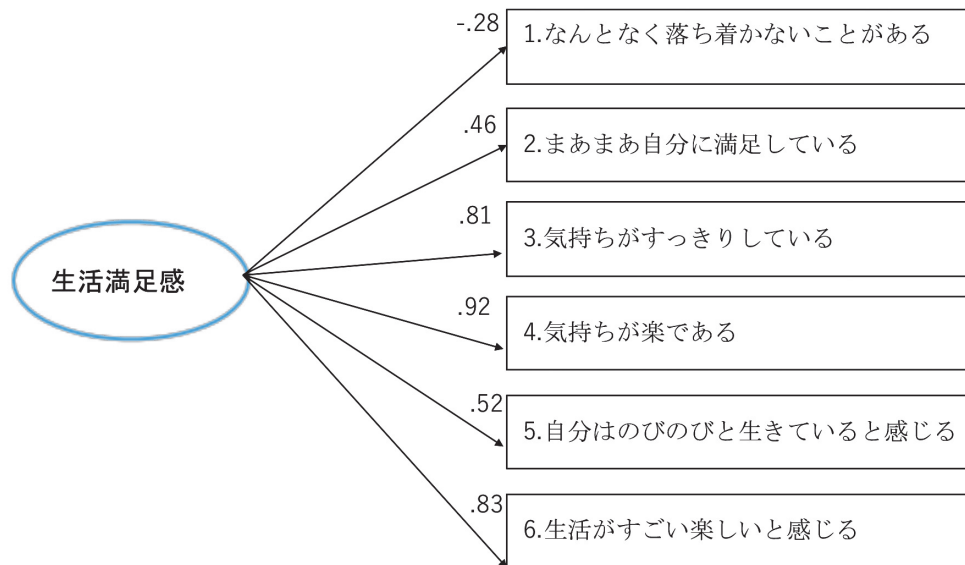 -.28
1.なんとなく落ち着かないことがある
.46
2.まあまあ自分に満足している
.81
3.気持ちがすっきりしている
生活満足感
.92
4.気持ちが楽である
.52
5.自分はのびのびと生きていると感じる
.83
6.生活がすごい楽しいと感じる